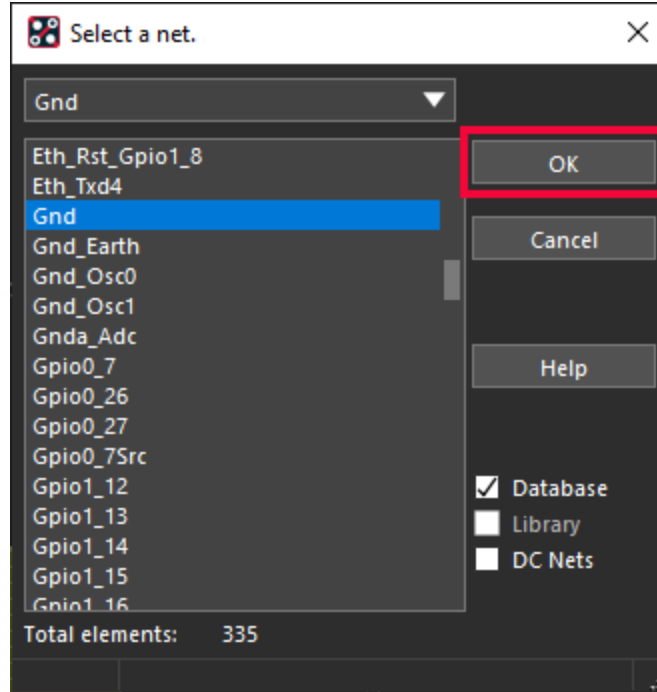 Select a net.
Gnd
Eth_Rst_Gpio1_8
Eth_Txd4
Gnd
Gnd_Earth
Gnd_Osc0
Gnd_Osc1
Gnda_Adc
Gpio0_7
Gpio0_26
Gpio0_27
Gpio0_7Src
Gpio1_12
Gpio1_13
Gpio1_14
Gpio1_15
Gpio1_16
Total elements: 335
OK
Cancel
Help
Database
Library
DC Nets